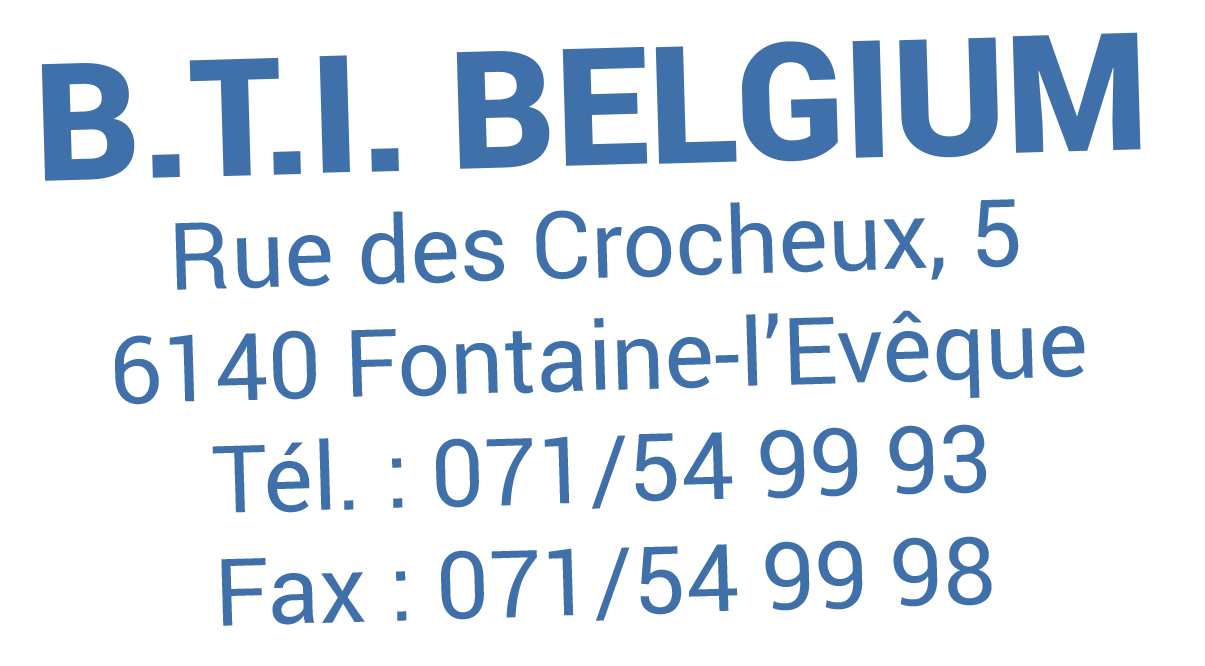 B.T.I. BELGIUM
Rue des Crocheux, 5
6140 Fontaine-l’Evêque
Tél. : 071/54 99 93
Fax : 071/54 99 98